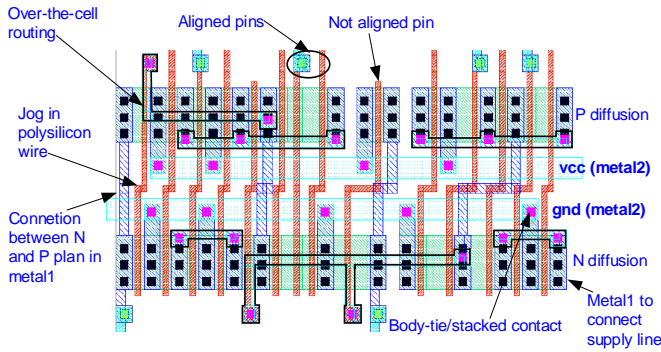 Over-the-cell
routing
Aligned pins
Not aligned pin
P diffusion
Jog in
polysilicon
wire
vcc (metal2)
gnd (metal2)
Connetion
between N
and P plan in
metal1
N diffusion
Metal1 to
connect
supply line
Body-tie/stacked contact